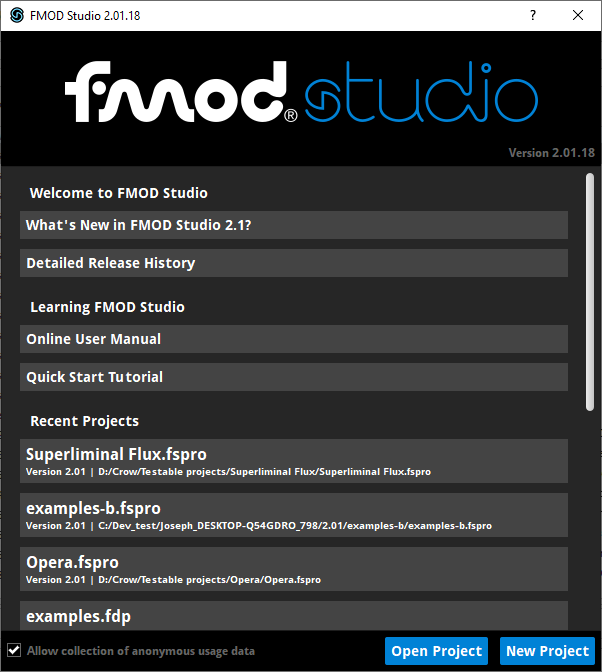 FMOD Studio 2.01.18
?
fmod® studio
Version 2.01.18
Welcome to FMOD Studio
What's New in FMOD Studio 2.1?
Detailed Release History
Learning FMOD Studio
Online User Manual
Quick Start Tutorial
Recent Projects
Superliminal Flux.fspro
Version 2.01 | D:/Crow/Testable projects/Superliminal Flux/Superliminal Flux.fspro
examples-b.fspro
Version 2.01 | C:/Dev_test/Joseph_DESKTOP-Q54GDRO_798/2.01/examples-b/examples-b.fspro
Opera.fspro
Version 2.01 | D:/Crow/Testable projects/Opera/Opera.fspro
examples.fdp
Allow collection of anonymous usage data
Open Project
New Project